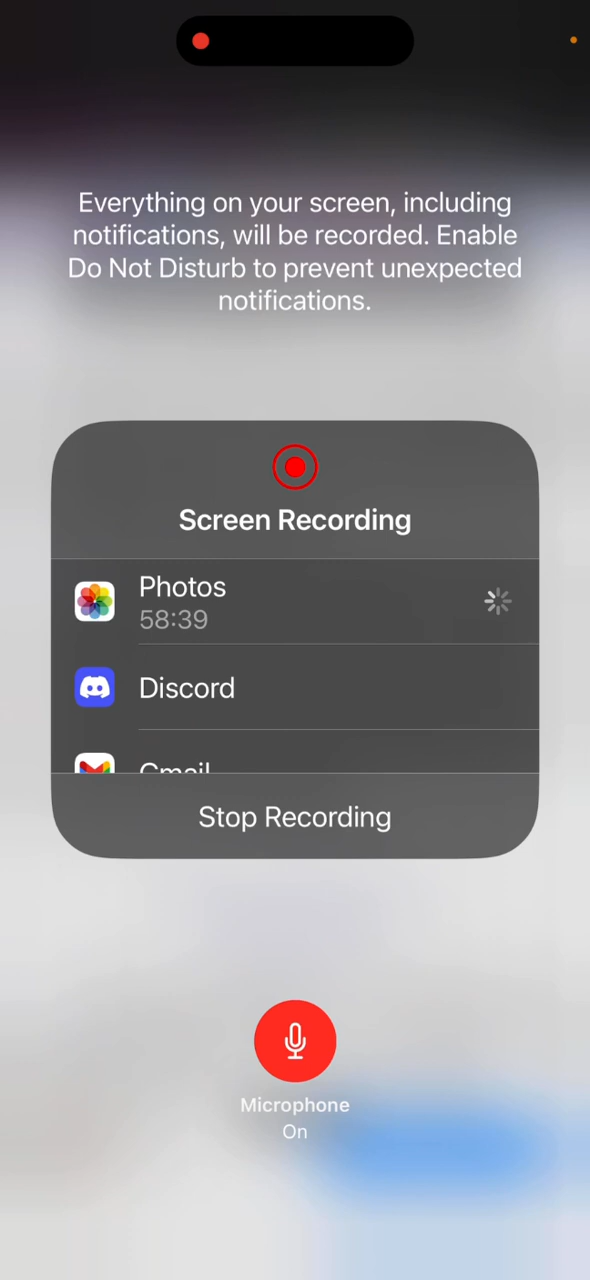 Everything on your screen, including
notifications, will be recorded. Enable
Do Not Disturb to prevent unexpected
notifications.
Screen Recording
Photos
58:39
Discord
Gmail
Stop Recording
Microphone
On